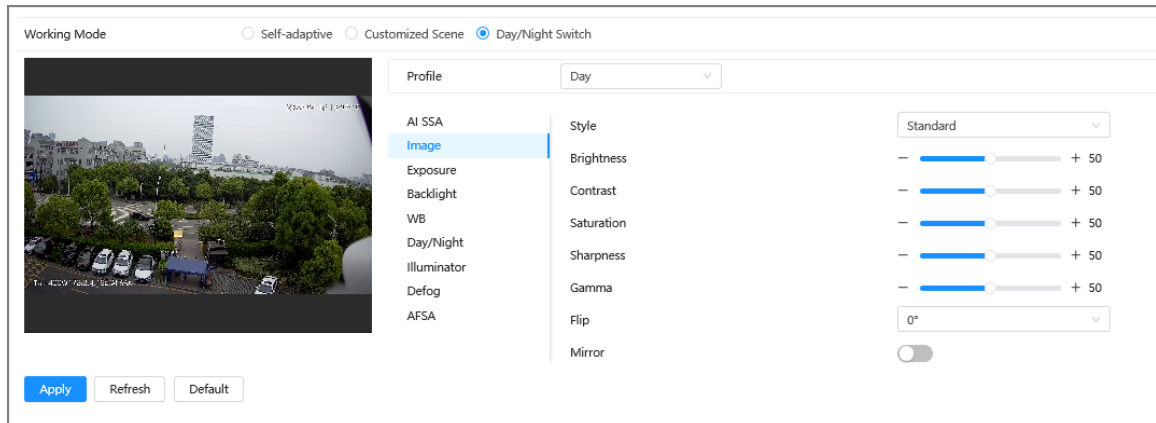 Working Mode Self-adaptive Customized Scene Day/Night Switch
Profile Day
AI SSA
Image
Exposure
Backlight
WB
Day/Night
Illuminator
Defog
AFSA
Style Standard
Brightness − + 50
Contrast − + 50
Saturation − + 50
Sharpness − + 50
Gamma − + 50
Flip 0°
Mirror
Apply Refresh Default